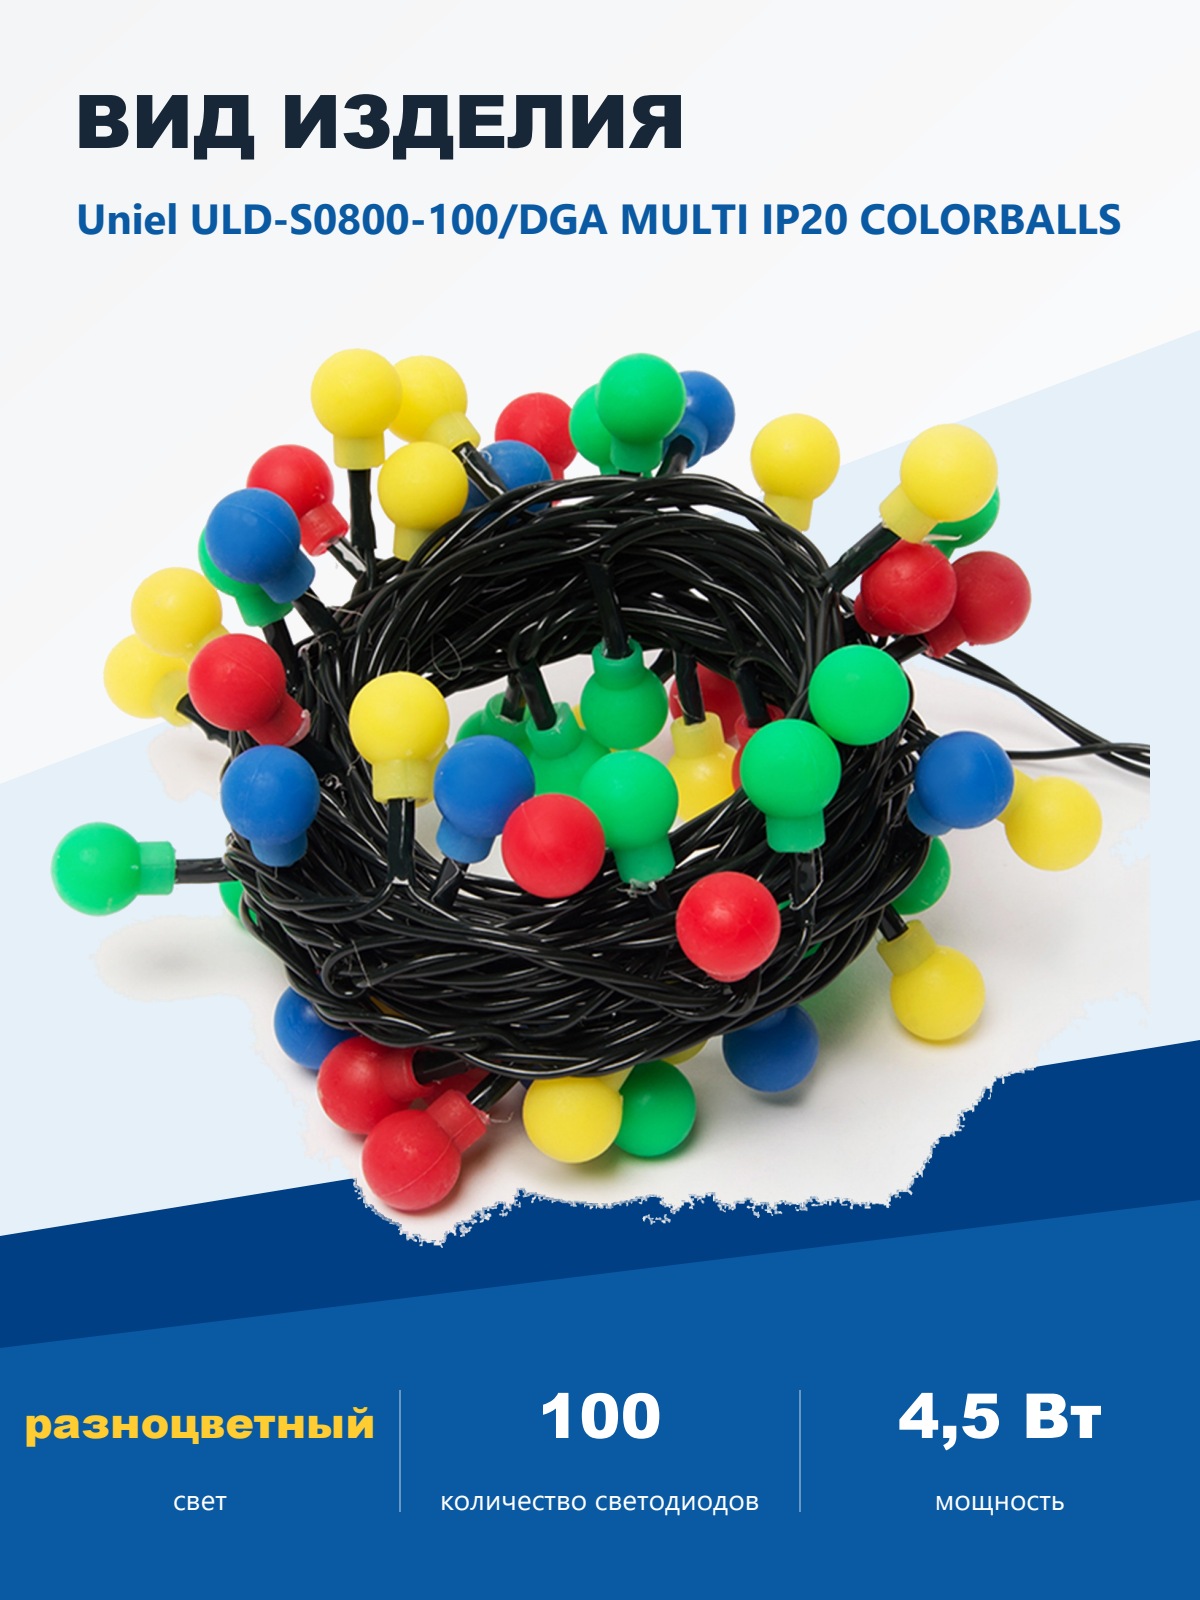 ВИД ИЗДЕЛИЯ
Uniel ULD-S0800-100/DGA MULTI IP20 COLORBALLS
разноцветный
свет
100
количество светодиодов
4,5 Вт
мощность